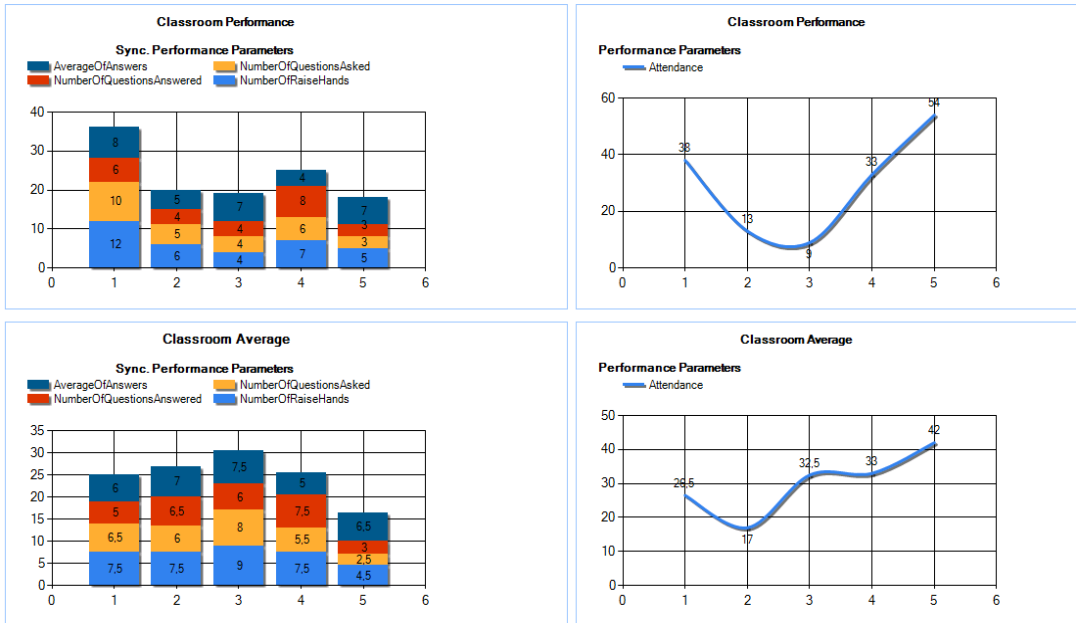 Classroom Performance
Sync. Performance Parameters
AverageOfAnswers NumberOfQuestionsAsked
NumberOfQuestionsAnswered NumberOfRaiseHands
40
30
20
10
0
8 6 10 12
5 4 5 6
7 4 4 4
4 8 6 7
7 3 3 5
0 1 2 3 4 5 6
Classroom Performance
Performance Parameters
Attendance
60
40
20
0
38 13 9 33 54
0 1 2 3 4 5 6
Classroom Average
Sync. Performance Parameters
AverageOfAnswers NumberOfQuestionsAsked
NumberOfQuestionsAnswered NumberOfRaiseHands
35
30
25
20
15
10
5
0
6 5 6,5 7,5
7 6,5 6 7,5
7,5 6 8 9
5 7,5 5,5 7,5
6,5 3 2,5 4,5
0 1 2 3 4 5 6
Classroom Average
Performance Parameters
Attendance
50
40
30
20
10
0
26,5 17 32,5 33 42
0 1 2 3 4 5 6